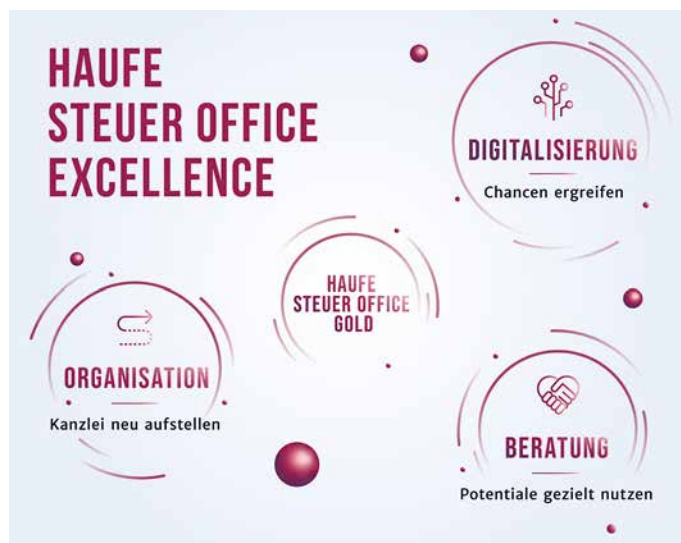 HAUFE
STEUER OFFICE
EXCELLENCE
DIGITALISIERUNG
Chancen ergreifen
HAUFE
STEUER OFFICE
GOLD
ORGANISATION
Kanzlei neu aufstellen
BERATUNG
Potentiale gezielt nutzen